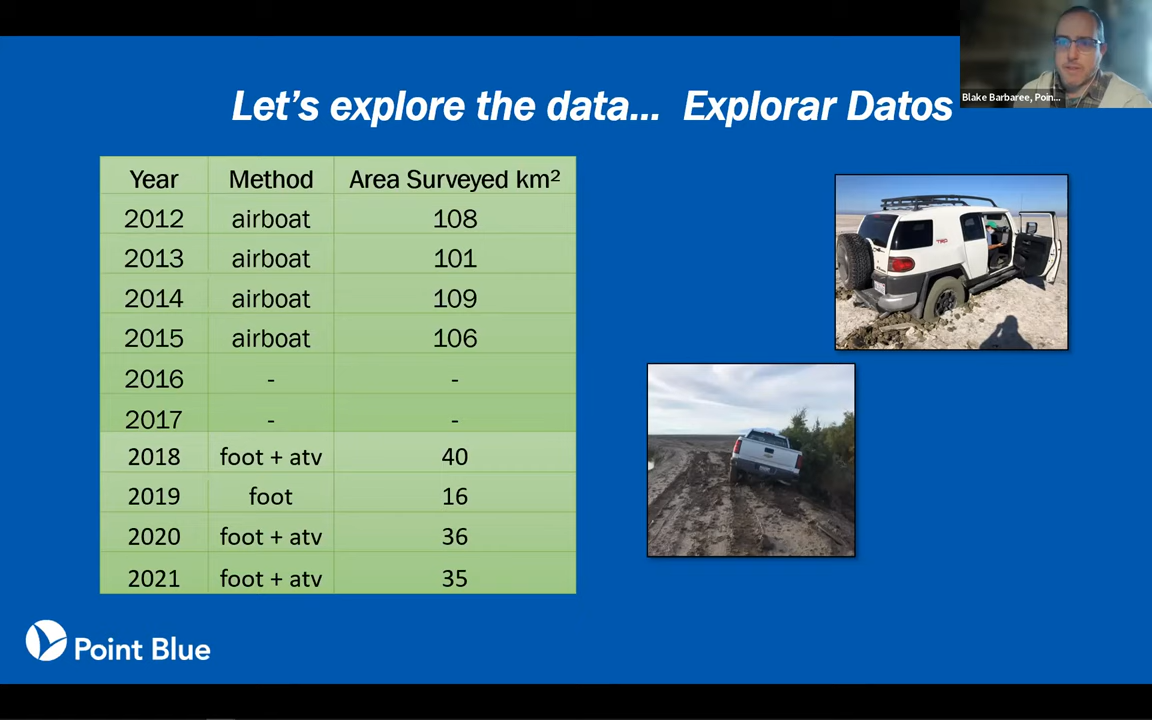 Let's explore the data... Explorar Datos
Blake Barbaree, Poin...
Year Method Area Surveyed km²
2012 airboat 108
2013 airboat 101
2014 airboat 109
2015 airboat 106
2016 - -
2017 - -
2018 foot + atv 40
2019 foot 16
2020 foot + atv 36
2021 foot + atv 35
TRD
Point Blue